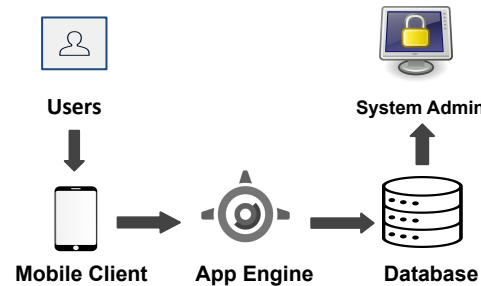 Users
System Admin
Mobile Client
App Engine
Database